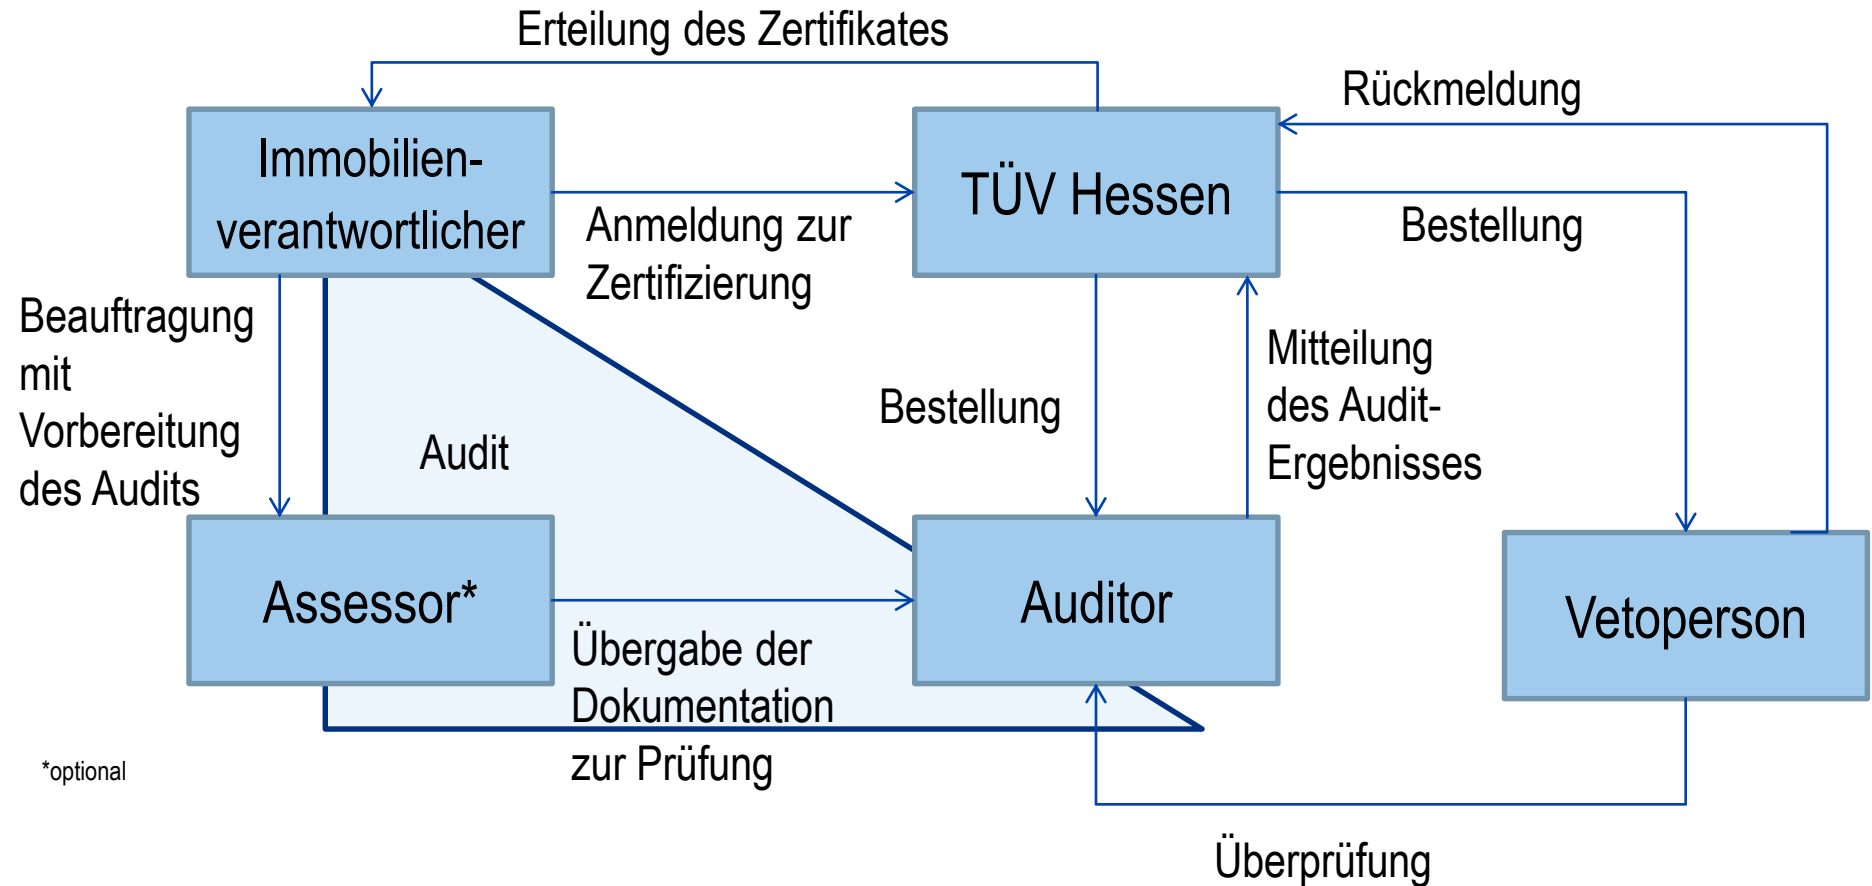 Erteilung des Zertifikates
Rückmeldung
Immobilien-
verantwortlicher
TÜV Hessen
Anmeldung zur
Zertifizierung
Bestellung
Beauftragung
mit
Vorbereitung
des Audits
Audit
Bestellung
Mitteilung
des Audit-
Ergebnisses
Assessor*
Auditor
Vetoperson
Übergabe der
Dokumentation
zur Prüfung
*optional
Überprüfung